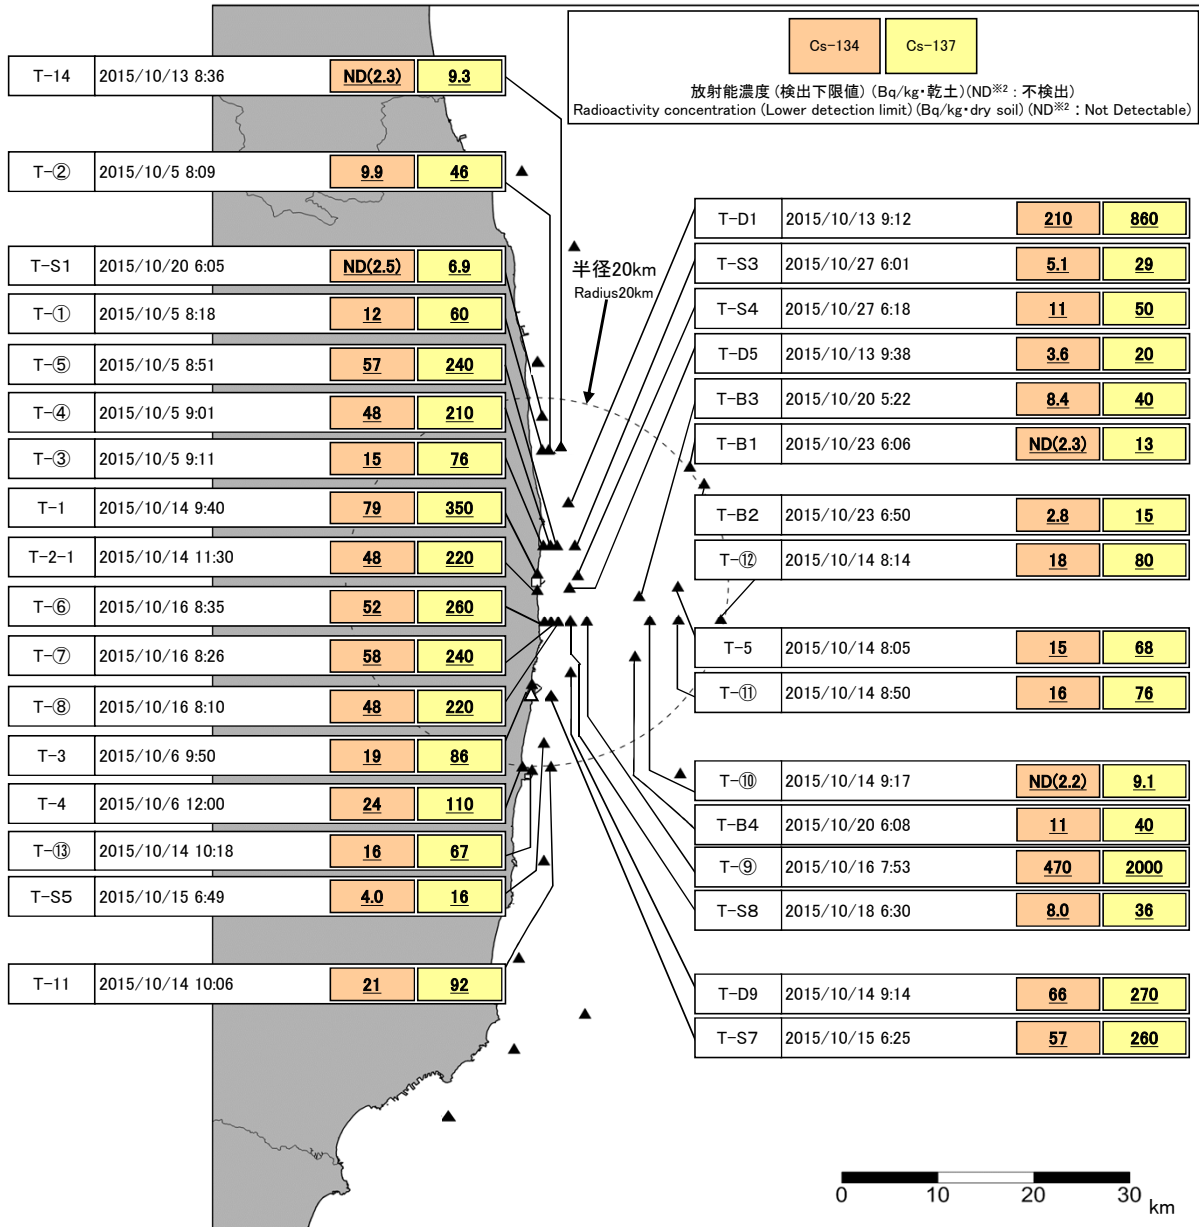 Cs-134 Cs-137
放射能濃度 (検出下限値) (Bq/kg・乾土)(ND※2 : 不検出)
Radioactivity concentration (Lower detection limit) (Bq/kg・dry soil) (ND※2 : Not Detectable)
T-14 2015/10/13 8:36 ND(2.3) 9.3
T-② 2015/10/5 8:09 9.9 46
T-S1 2015/10/20 6:05 ND(2.5) 6.9
T-① 2015/10/5 8:18 12 60
T-⑤ 2015/10/5 8:51 57 240
T-④ 2015/10/5 9:01 48 210
T-③ 2015/10/5 9:11 15 76
T-1 2015/10/14 9:40 79 350
T-2-1 2015/10/14 11:30 48 220
T-⑥ 2015/10/16 8:35 52 260
T-⑦ 2015/10/16 8:26 58 240
T-⑧ 2015/10/16 8:10 48 220
T-3 2015/10/6 9:50 19 86
T-4 2015/10/6 12:00 24 110
T-⑬ 2015/10/14 10:18 16 67
T-S5 2015/10/15 6:49 4.0 16
T-11 2015/10/14 10:06 21 92
半径20km
Radius20km
T-D1 2015/10/13 9:12 210 860
T-S3 2015/10/27 6:01 5.1 29
T-S4 2015/10/27 6:18 11 50
T-D5 2015/10/13 9:38 3.6 20
T-B3 2015/10/20 5:22 8.4 40
T-B1 2015/10/23 6:06 ND(2.3) 13
T-B2 2015/10/23 6:50 2.8 15
T-⑫ 2015/10/14 8:14 18 80
T-5 2015/10/14 8:05 15 68
T-⑪ 2015/10/14 8:50 16 76
T-⑩ 2015/10/14 9:17 ND(2.2) 9.1
T-B4 2015/10/20 6:08 11 40
T-⑨ 2015/10/16 7:53 470 2000
T-S8 2015/10/18 6:30 8.0 36
T-D9 2015/10/14 9:14 66 270
T-S7 2015/10/15 6:25 57 260
0 10 20 30 km